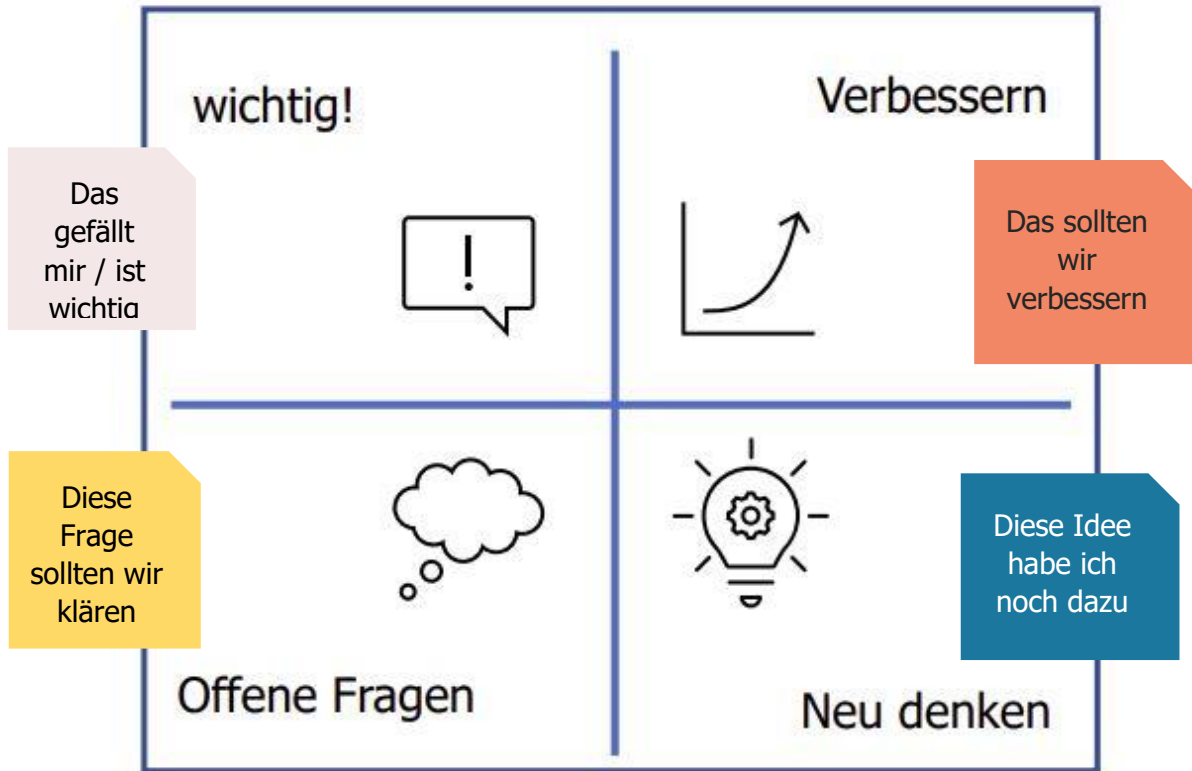 wichtig!
Verbessern
Das
gefällt
mir / ist
wichtig
!
Das sollten
wir
verbessern
Diese
Frage
sollten wir
klären
Diese Idee
habe ich
noch dazu
Offene Fragen
Neu denken